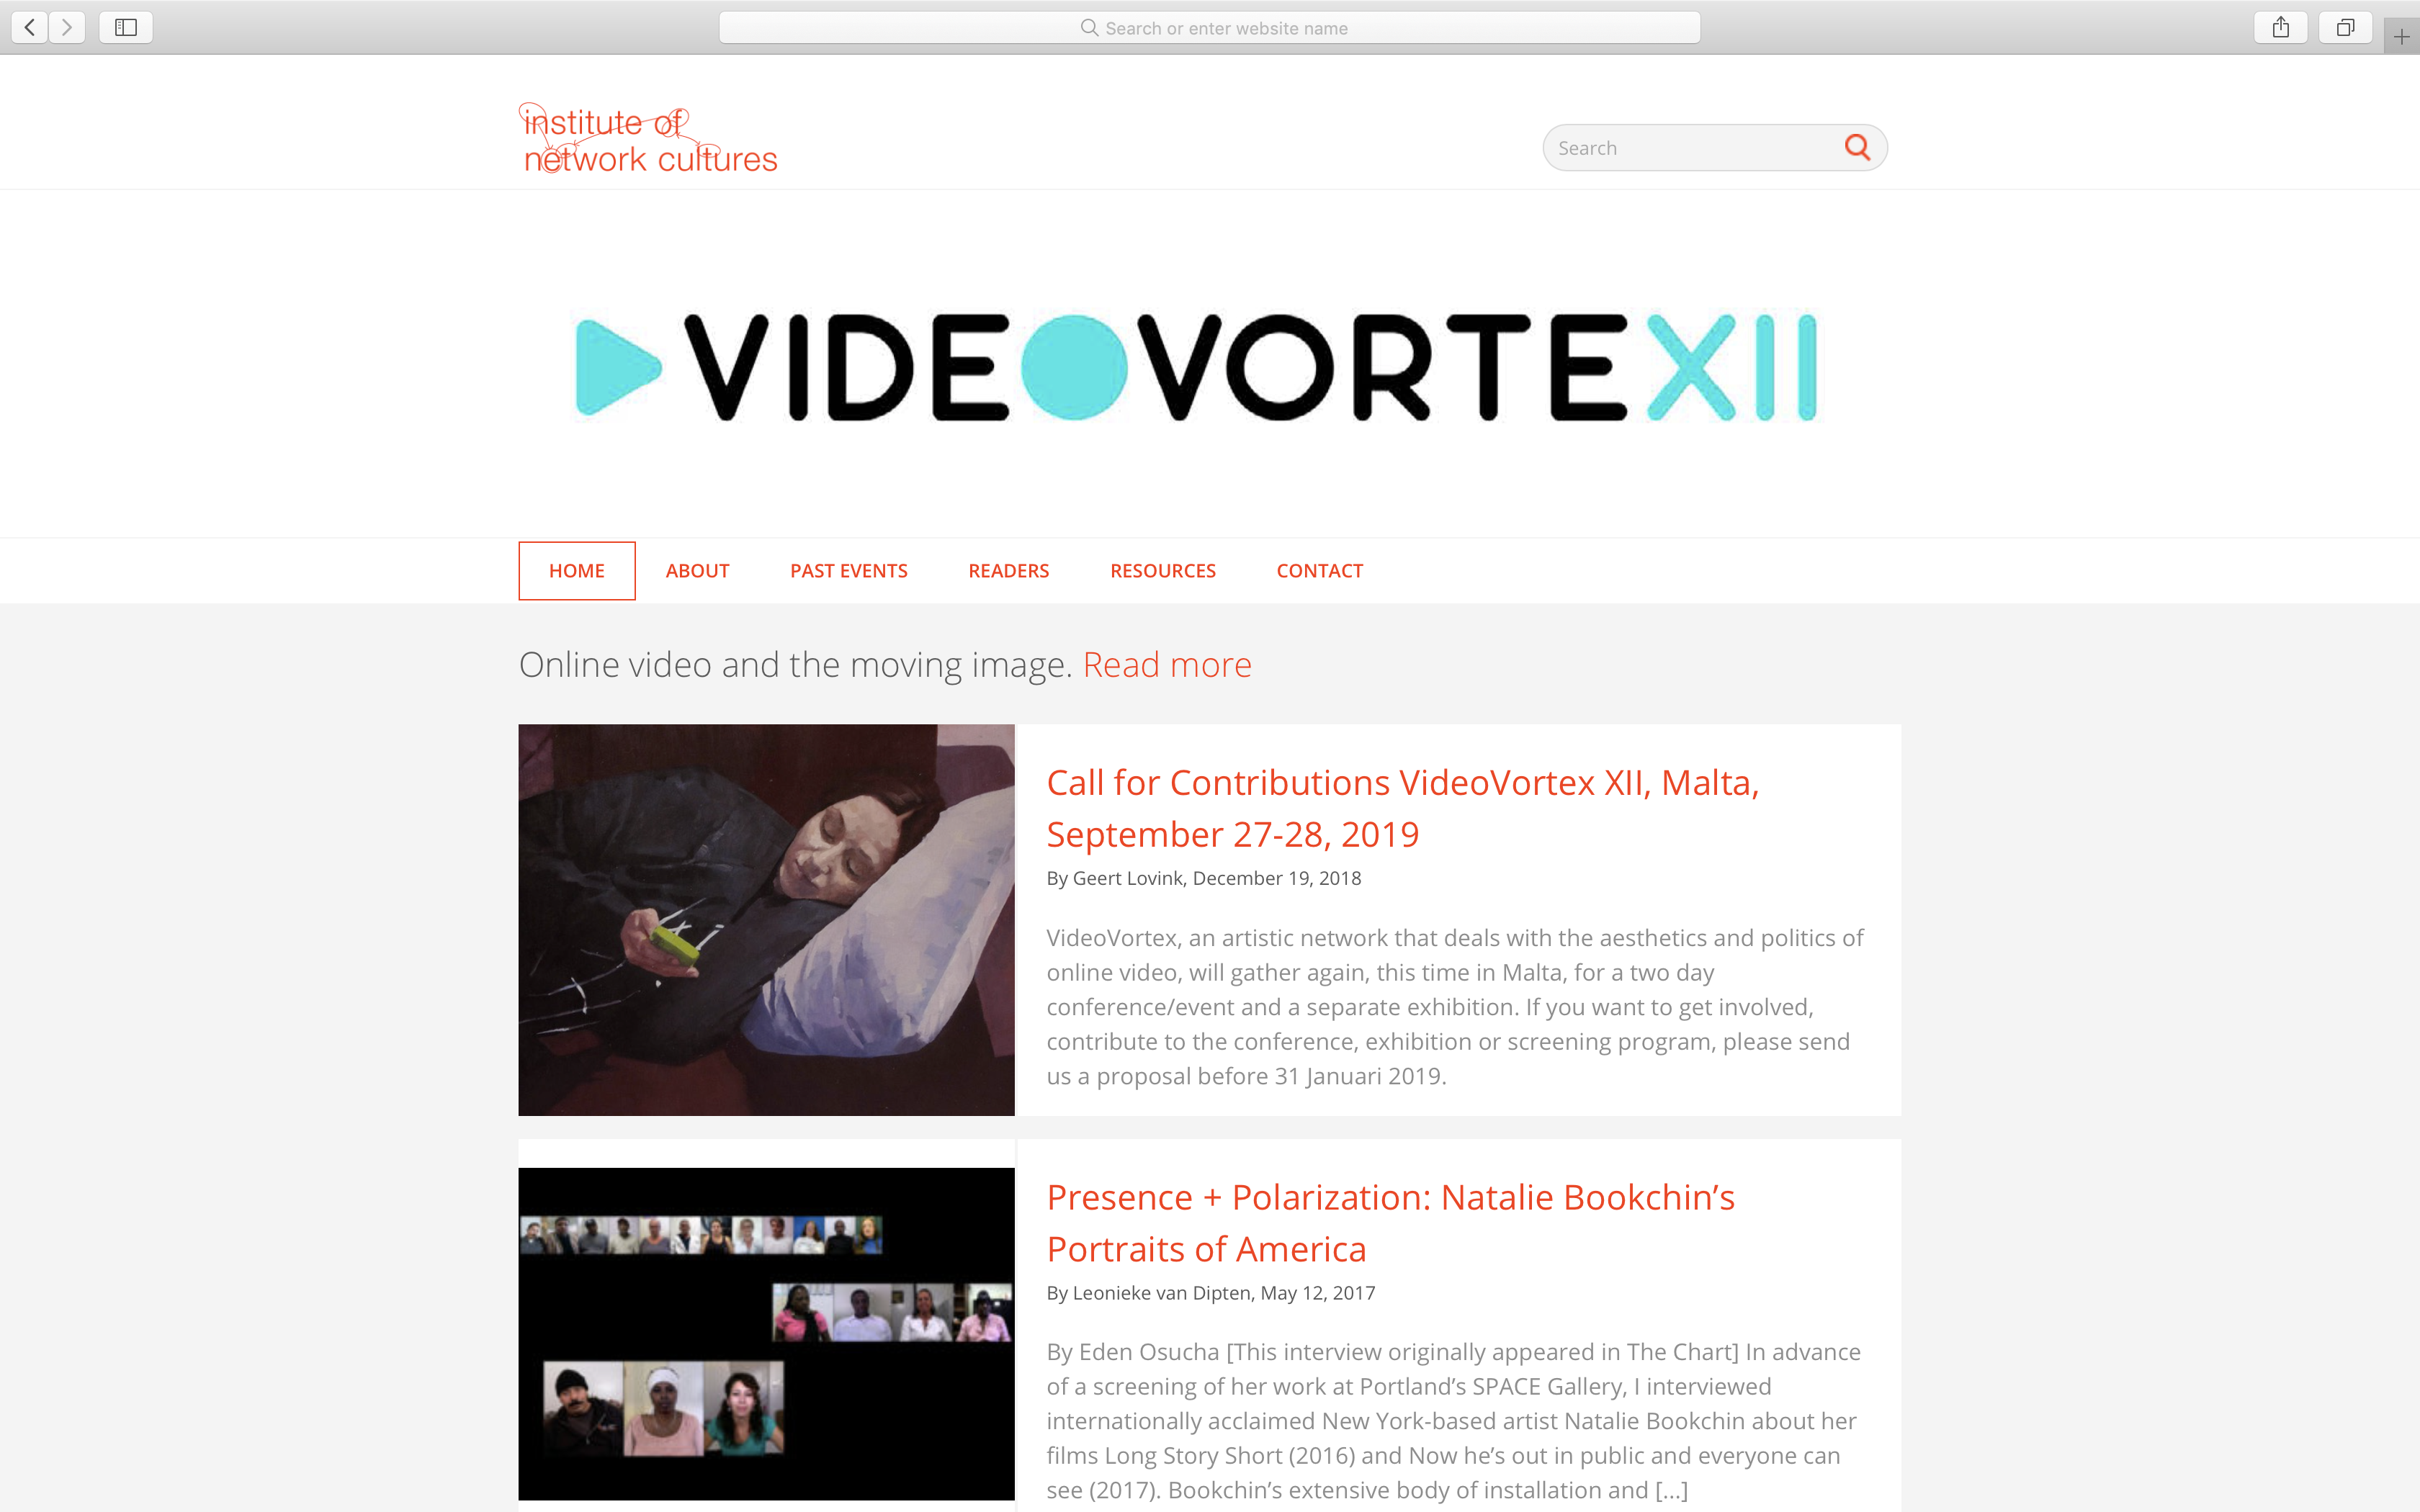 Search or enter website name
institute of
network cultures
Search
VIDEOVORTEXII
HOME ABOUT PAST EVENTS READERS RESOURCES CONTACT
Online video and the moving image. Read more
Call for Contributions VideoVortex XII, Malta,
September 27-28, 2019
By Geert Lovink, December 19, 2018
VideoVortex, an artistic network that deals with the aesthetics and politics of
online video, will gather again, this time in Malta, for a two day
conference/event and a separate exhibition. If you want to get involved,
contribute to the conference, exhibition or screening program, please send
us a proposal before 31 Januari 2019.
Presence + Polarization: Natalie Bookchin’s
Portraits of America
By Leonieke van Dipten, May 12, 2017
By Eden Osucha [This interview originally appeared in The Chart] In advance
of a screening of her work at Portland’s SPACE Gallery, I interviewed
internationally acclaimed New York-based artist Natalie Bookchin about her
films Long Story Short (2016) and Now he’s out in public and everyone can
see (2017). Bookchin’s extensive body of installation and [...]